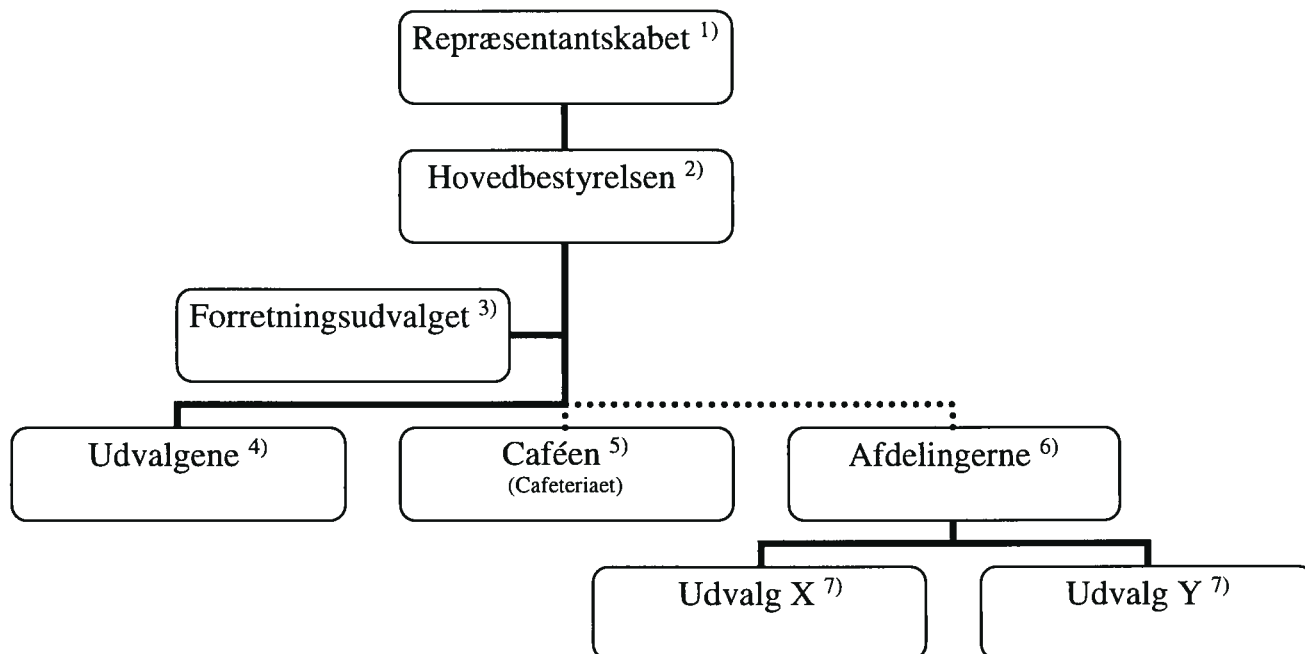 Repræsentantskabet 1)
Hovedbestyrelsen 2)
Forretningsudvalget 3)
Udvalgene 4)
Caféen 5)
(Cafeteriaet)
Afdelingerne 6)
Udvalg X 7)
Udvalg Y 7)